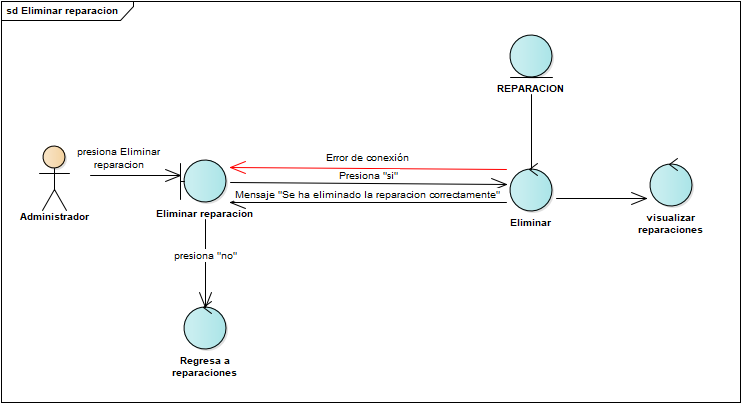 sd Eliminar reparacion
REPARACION
presiona Eliminar
reparacion
Error de conexión
Presiona "si"
Mensaje "Se ha eliminado la reparacion correctamente"
Administrador
Eliminar reparacion
Eliminar
visualizar
reparaciones
presiona "no"
Regresa a
reparaciones